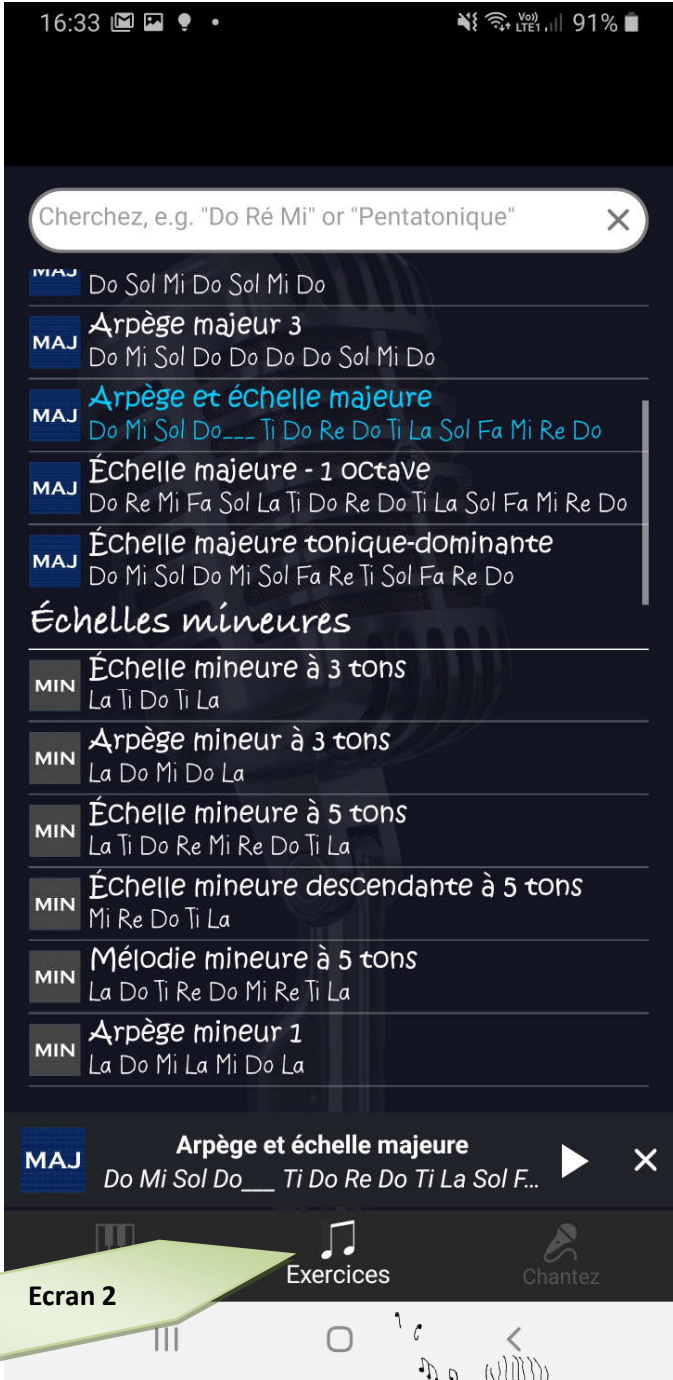 16:33 Vo)) LTE1 91%
Cherchez, e.g. "Do Ré Mi" or "Pentatonique"
MAJ Do Sol Mi Do Sol Mi Do
Arpège majeur 3
MAJ Do Mi Sol Do Do Do Do Sol Mi Do
Arpège et échelle majeure
MAJ Do Mi Sol Do___ Ti Do Re Do Ti La Sol Fa Mi Re Do
Échelle majeure - 1 octave
MAJ Do Re Mi Fa Sol La Ti Do Re Do Ti La Sol Fa Mi Re Do
Échelle majeure tonique-dominante
MAJ Do Mi Sol Do Mi Sol Fa Re Ti Sol Fa Re Do
Échelles mineures
Échelle mineure à 3 tons
MIN La Ti Do Ti La
Arpège mineur à 3 tons
MIN La Do Mi Do La
Échelle mineure à 5 tons
MIN La Ti Do Re Mi Re Do Ti La
Échelle mineure descendante à 5 tons
MIN Mi Re Do Ti La
Mélodie mineure à 5 tons
MIN La Do Ti Re Do Mi Re Ti La
Arpège mineur 1
MIN La Do Mi La Mi Do La
Arpège et échelle majeure
MAJ Do Mi Sol Do___ Ti Do Re Do Ti La Sol F...
Exercices Chantez
Ecran 2